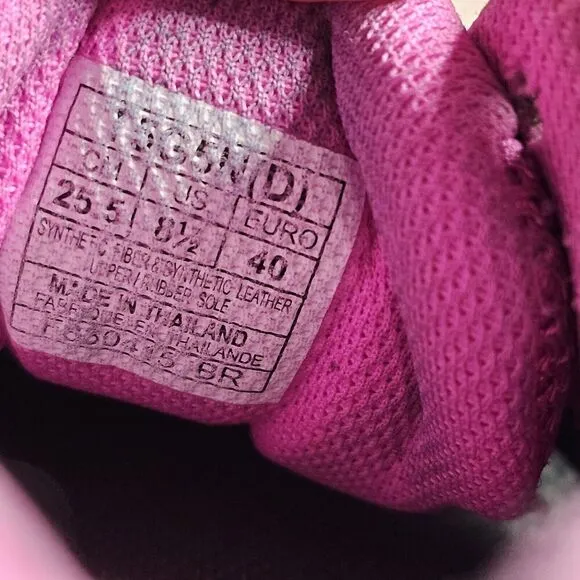 (D)
CM US EURO
25.5 8½ 40
SYNTHETIC FIBER & SYNTHETIC LEATHER
UPPER / RUBBER SOLE
MADE IN THAILAND
FABRIQUE EN THAILANDE
BR